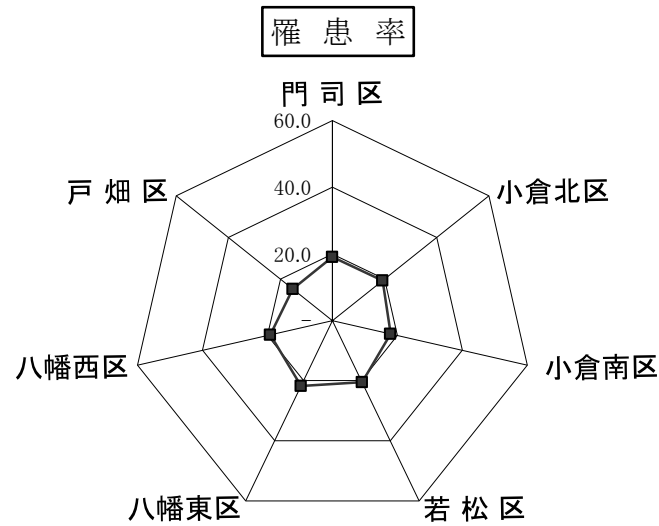 罹患率
門司区
60.0
戸畑区
40.0
小倉北区
20.0
–
八幡西区
小倉南区
八幡東区
若松区